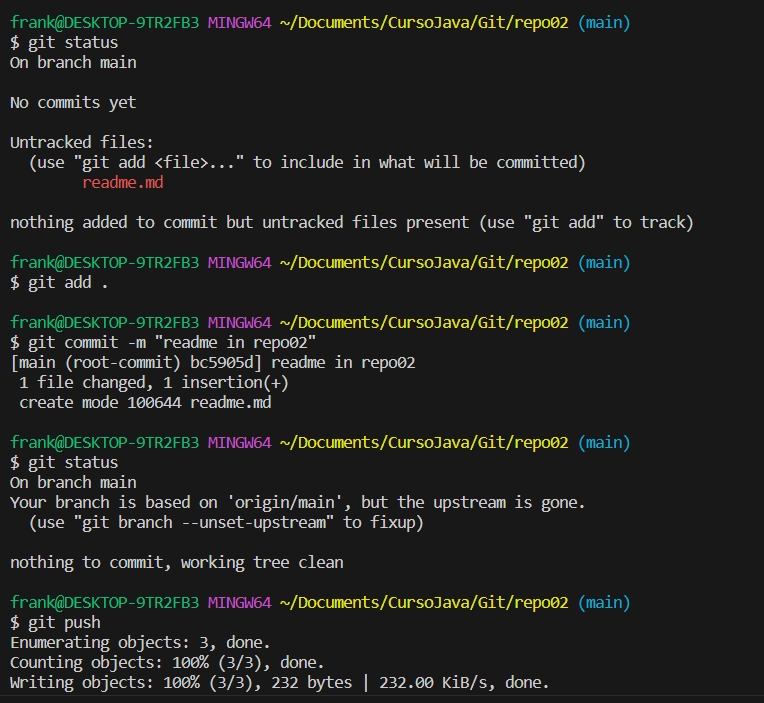 frank@DESKTOP-9TR2FB3 MINGW64 ~/Documents/CursoJava/Git/repo02 (main)
$ git status
On branch main

No commits yet

Untracked files:
  (use "git add <file>..." to include in what will be committed)
        readme.md

nothing added to commit but untracked files present (use "git add" to track)

frank@DESKTOP-9TR2FB3 MINGW64 ~/Documents/CursoJava/Git/repo02 (main)
$ git add .

frank@DESKTOP-9TR2FB3 MINGW64 ~/Documents/CursoJava/Git/repo02 (main)
$ git commit -m "readme in repo02"
[main (root-commit) bc5905d] readme in repo02
 1 file changed, 1 insertion(+)
 create mode 100644 readme.md

frank@DESKTOP-9TR2FB3 MINGW64 ~/Documents/CursoJava/Git/repo02 (main)
$ git status
On branch main
Your branch is based on 'origin/main', but the upstream is gone.
  (use "git branch --unset-upstream" to fixup)

nothing to commit, working tree clean

frank@DESKTOP-9TR2FB3 MINGW64 ~/Documents/CursoJava/Git/repo02 (main)
$ git push
Enumerating objects: 3, done.
Counting objects: 100% (3/3), done.
Writing objects: 100% (3/3), 232 bytes | 232.00 KiB/s, done.